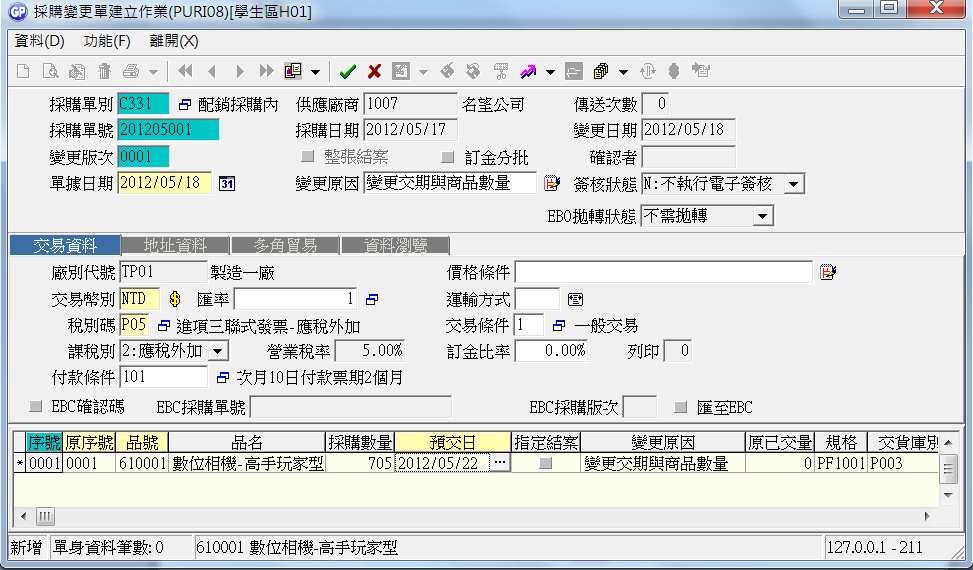 GP 採購變更單建立作業(PURI08)[學生區H01]
資料(D) 功能(F) 離開(X)
採購單別 C331 配銷採購內 供應廠商 1007 名望公司 傳送次數 0
採購單號 201205001 採購日期 2012/05/17 變更日期 2012/05/18
變更版次 0001 整張結案 訂金分批 確認者
單據日期 2012/05/18 31 變更原因 變更交期與商品數量 簽核狀態 N:不執行電子簽核
EBO拋轉狀態 不需拋轉
交易資料 地址資料 多角貿易 資料瀏覽
廠別代號 TP01 製造一廠 價格條件
交易幣別 NTD 匯率 1 運輸方式
稅別碼 P05 進項三聯式發票-應稅外加 交易條件 1 一般交易
課稅別 2:應稅外加 營業稅率 5.00% 訂金比率 0.00% 列印 0
付款條件 101 次月10日付款票期2個月
EBC確認碼 EBC採購單號 EBC採購版次 匯至EBC
序號 原序號 品號 品名 採購數量 預交日 指定結案 變更原因 原已交量 規格 交貨庫別
* 0001 0001 610001 數位相機-高手玩家型 705 2012/05/22 ... 變更交期與商品數量 0 PF1001 P003
新增 單身資料筆數: 0 610001 數位相機-高手玩家型 127.0.0.1 - 211